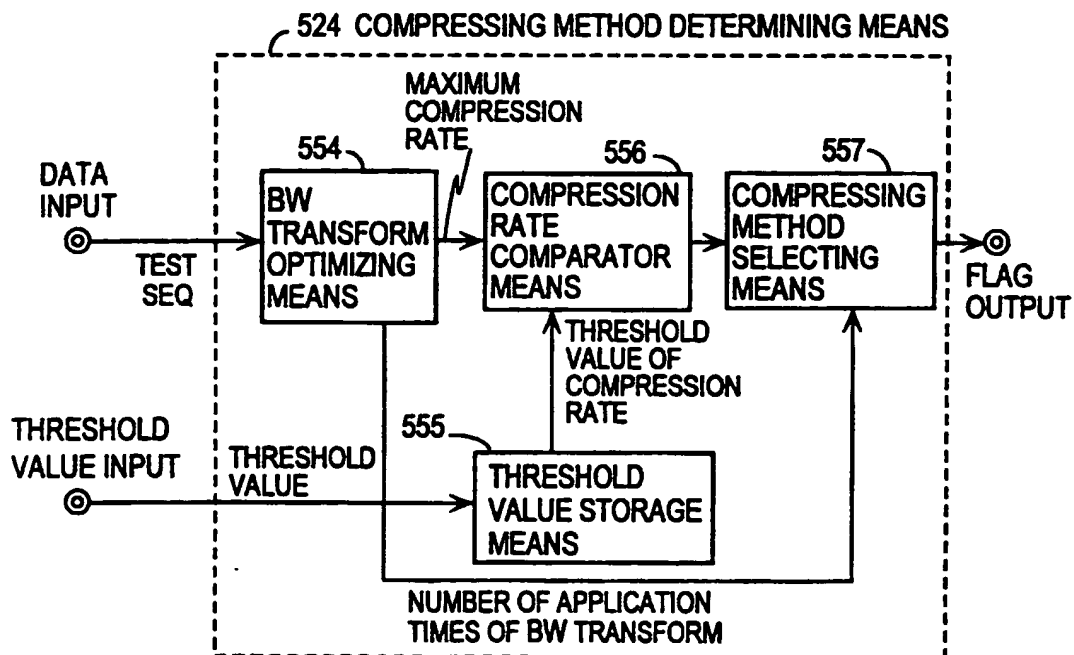 524 COMPRESSING METHOD DETERMINING MEANS
MAXIMUM
COMPRESSION
RATE
554
556
557
DATA
INPUT
TEST
SEQ
BW
TRANSFORM
OPTIMIZING
MEANS
COMPRESSION
RATE
COMPARATOR
MEANS
COMPRESSING
METHOD
SELECTING
MEANS
FLAG
OUTPUT
THRESHOLD
VALUE OF
COMPRESSION
RATE
555
THRESHOLD
VALUE INPUT
THRESHOLD
VALUE
THRESHOLD
VALUE STORAGE
MEANS
NUMBER OF APPLICATION
TIMES OF BW TRANSFORM